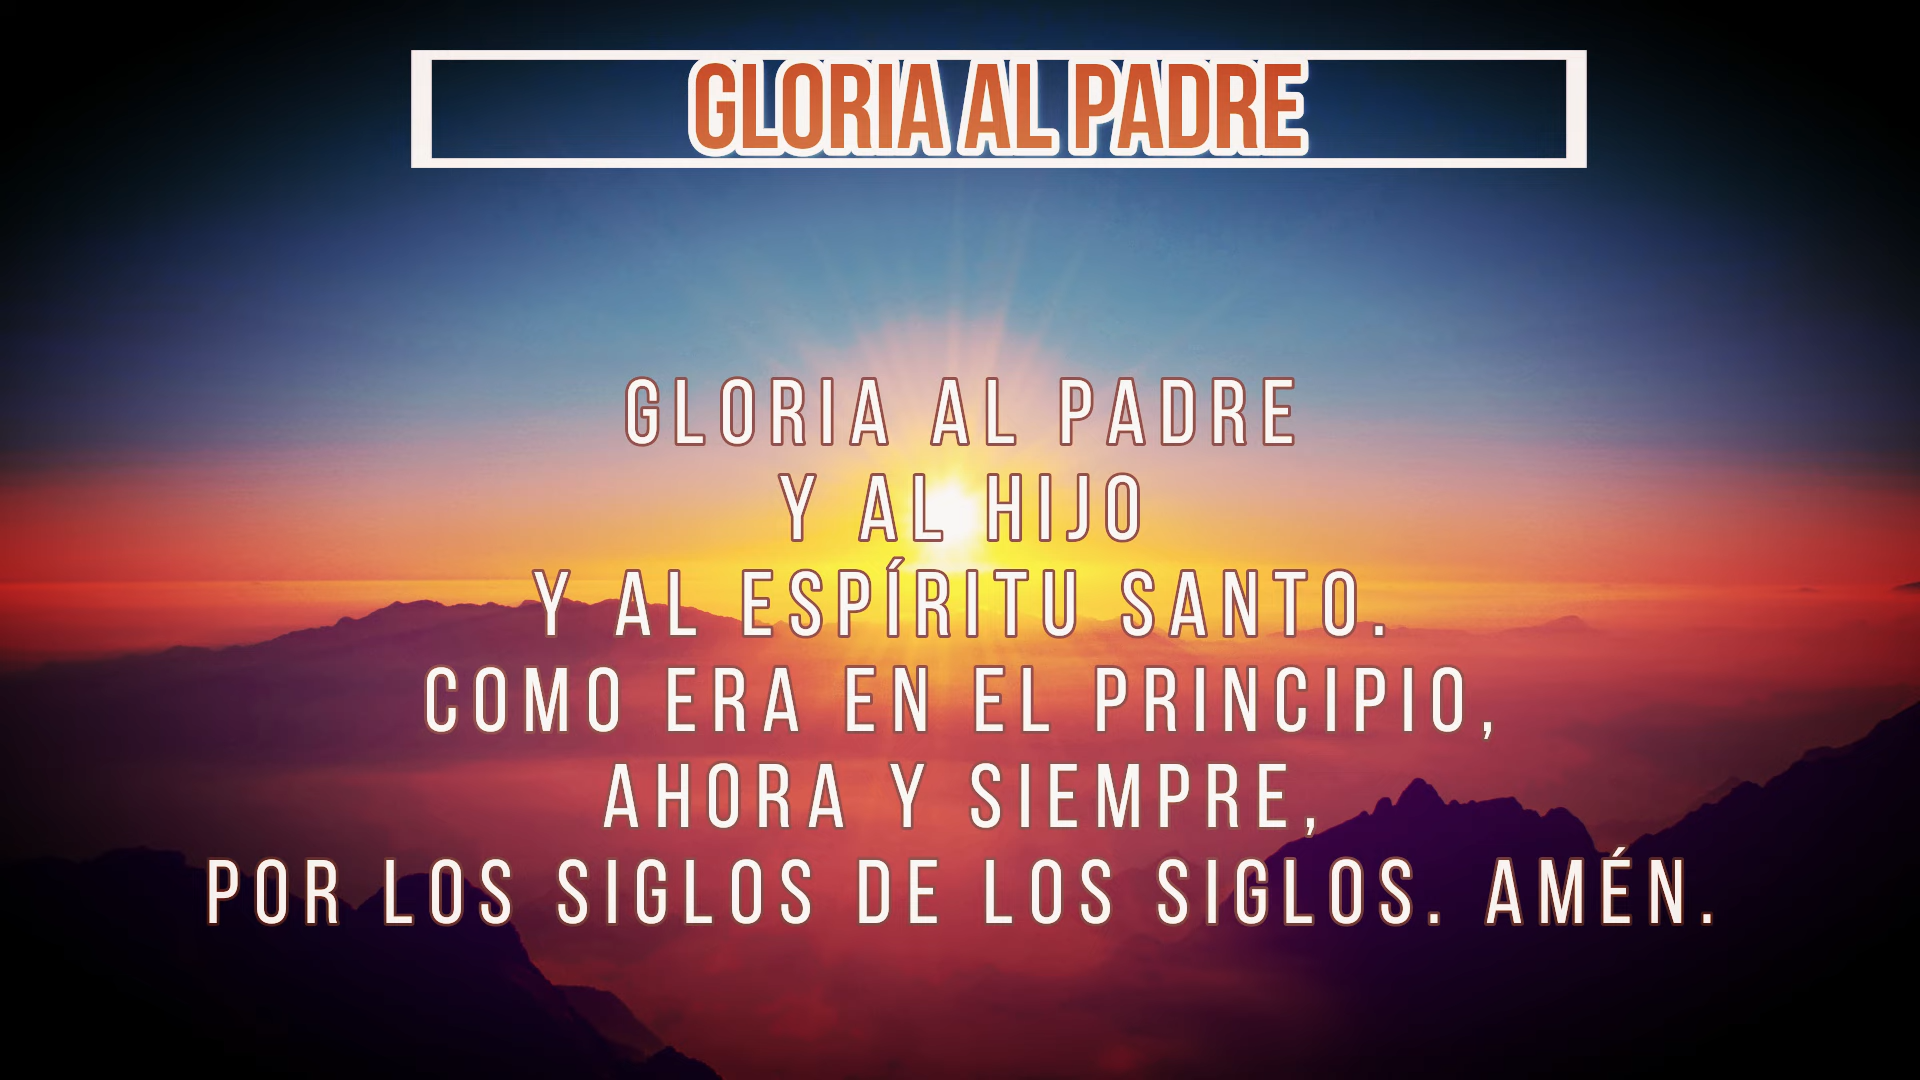 GLORIA AL PADRE
GLORIA AL PADRE
Y AL HIJO
Y AL ESPÍRITU SANTO.
COMO ERA EN EL PRINCIPIO,
AHORA Y SIEMPRE,
POR LOS SIGLOS DE LOS SIGLOS. AMÉN.